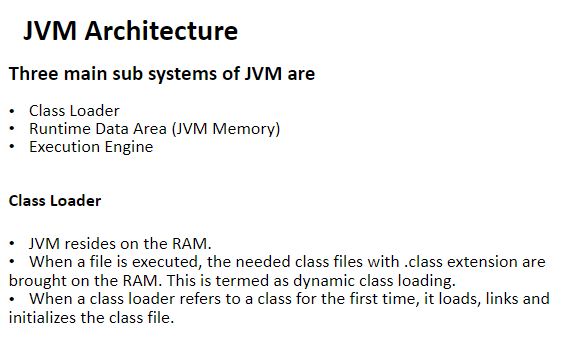 JVM Architecture
Three main sub systems of JVM are
• Class Loader
• Runtime Data Area (JVM Memory)
• Execution Engine
Class Loader
• JVM resides on the RAM.
• When a file is executed, the needed class files with .class extension are
brought on the RAM. This is termed as dynamic class loading.
• When a class loader refers to a class for the first time, it loads, links and
initializes the class file.